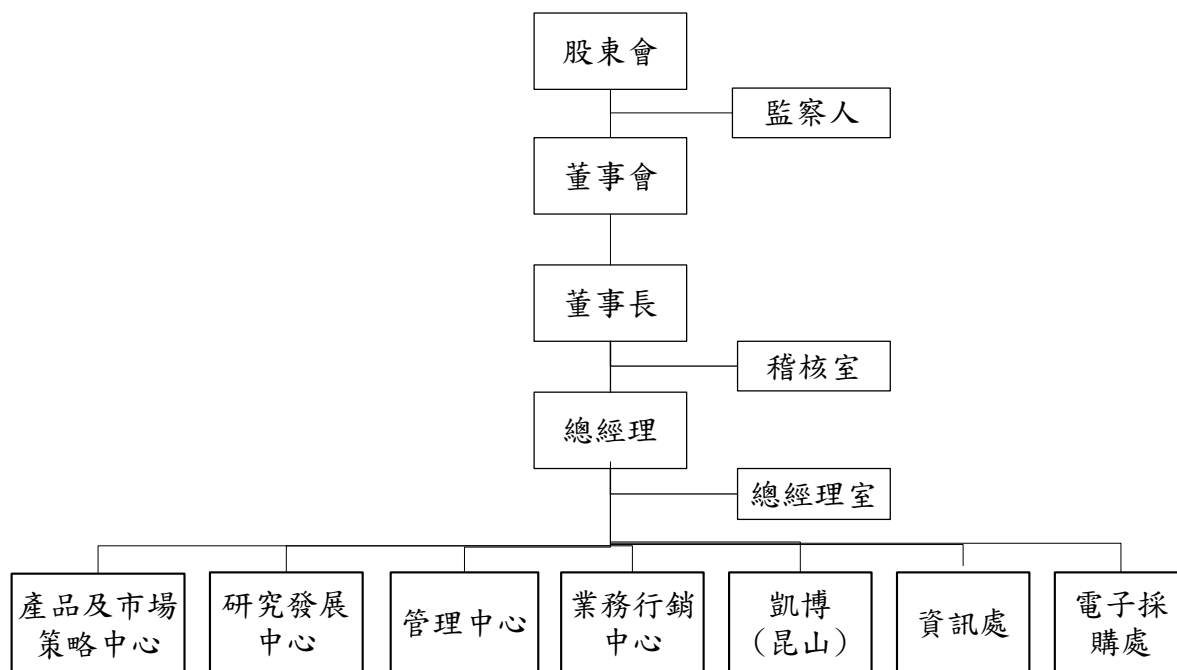 股東會
監察人
董事會
董事長
稽核室
總經理
總經理室
產品及市場
策略中心
研究發展
中心
管理中心
業務行銷
中心
凱博
（昆山）
資訊處
電子採
購處